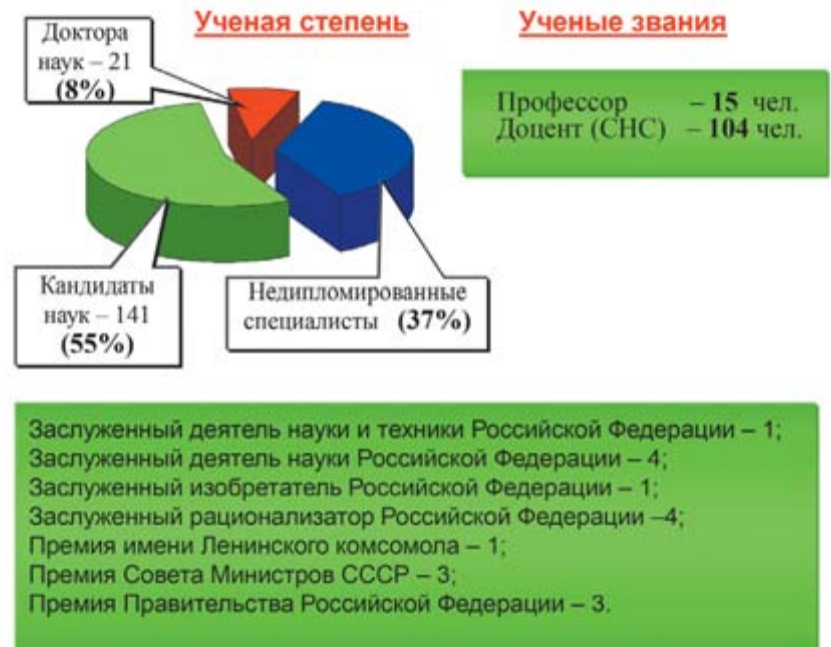 Ученая степень
Ученые звания
Доктора
наук – 21
(8%)
Профессор – 15 чел.
Доцент (СНС) – 104 чел.
Кандидаты
наук – 141
(55%)
Недипломированные
специалисты (37%)
Заслуженный деятель науки и техники Российской Федерации – 1;
Заслуженный деятель науки Российской Федерации – 4;
Заслуженный изобретатель Российской Федерации – 1;
Заслуженный рационализатор Российской Федерации –4;
Премия имени Ленинского комсомола – 1;
Премия Совета Министров СССР – 3;
Премия Правительства Российской Федерации – 3.